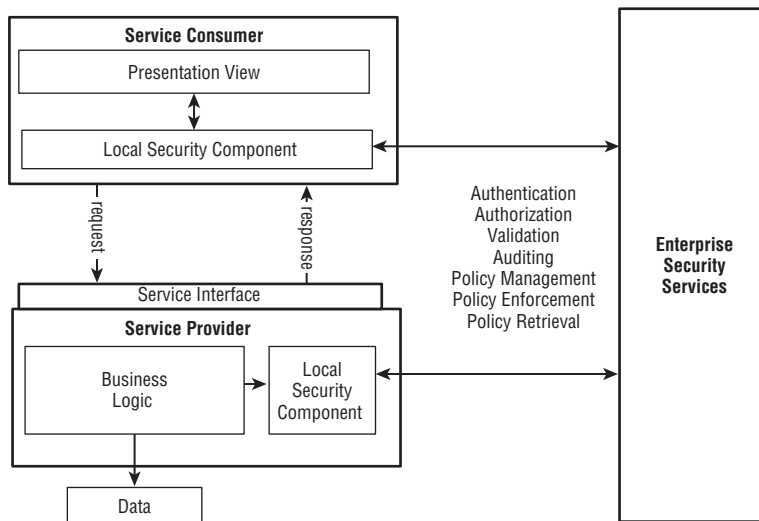 Service Consumer
Presentation View
Local Security Component
request
response
Authentication
Authorization
Validation
Auditing
Policy Management
Policy Enforcement
Policy Retrieval
Enterprise
Security
Services
Service Interface
Service Provider
Business
Logic
Local
Security
Component
Data